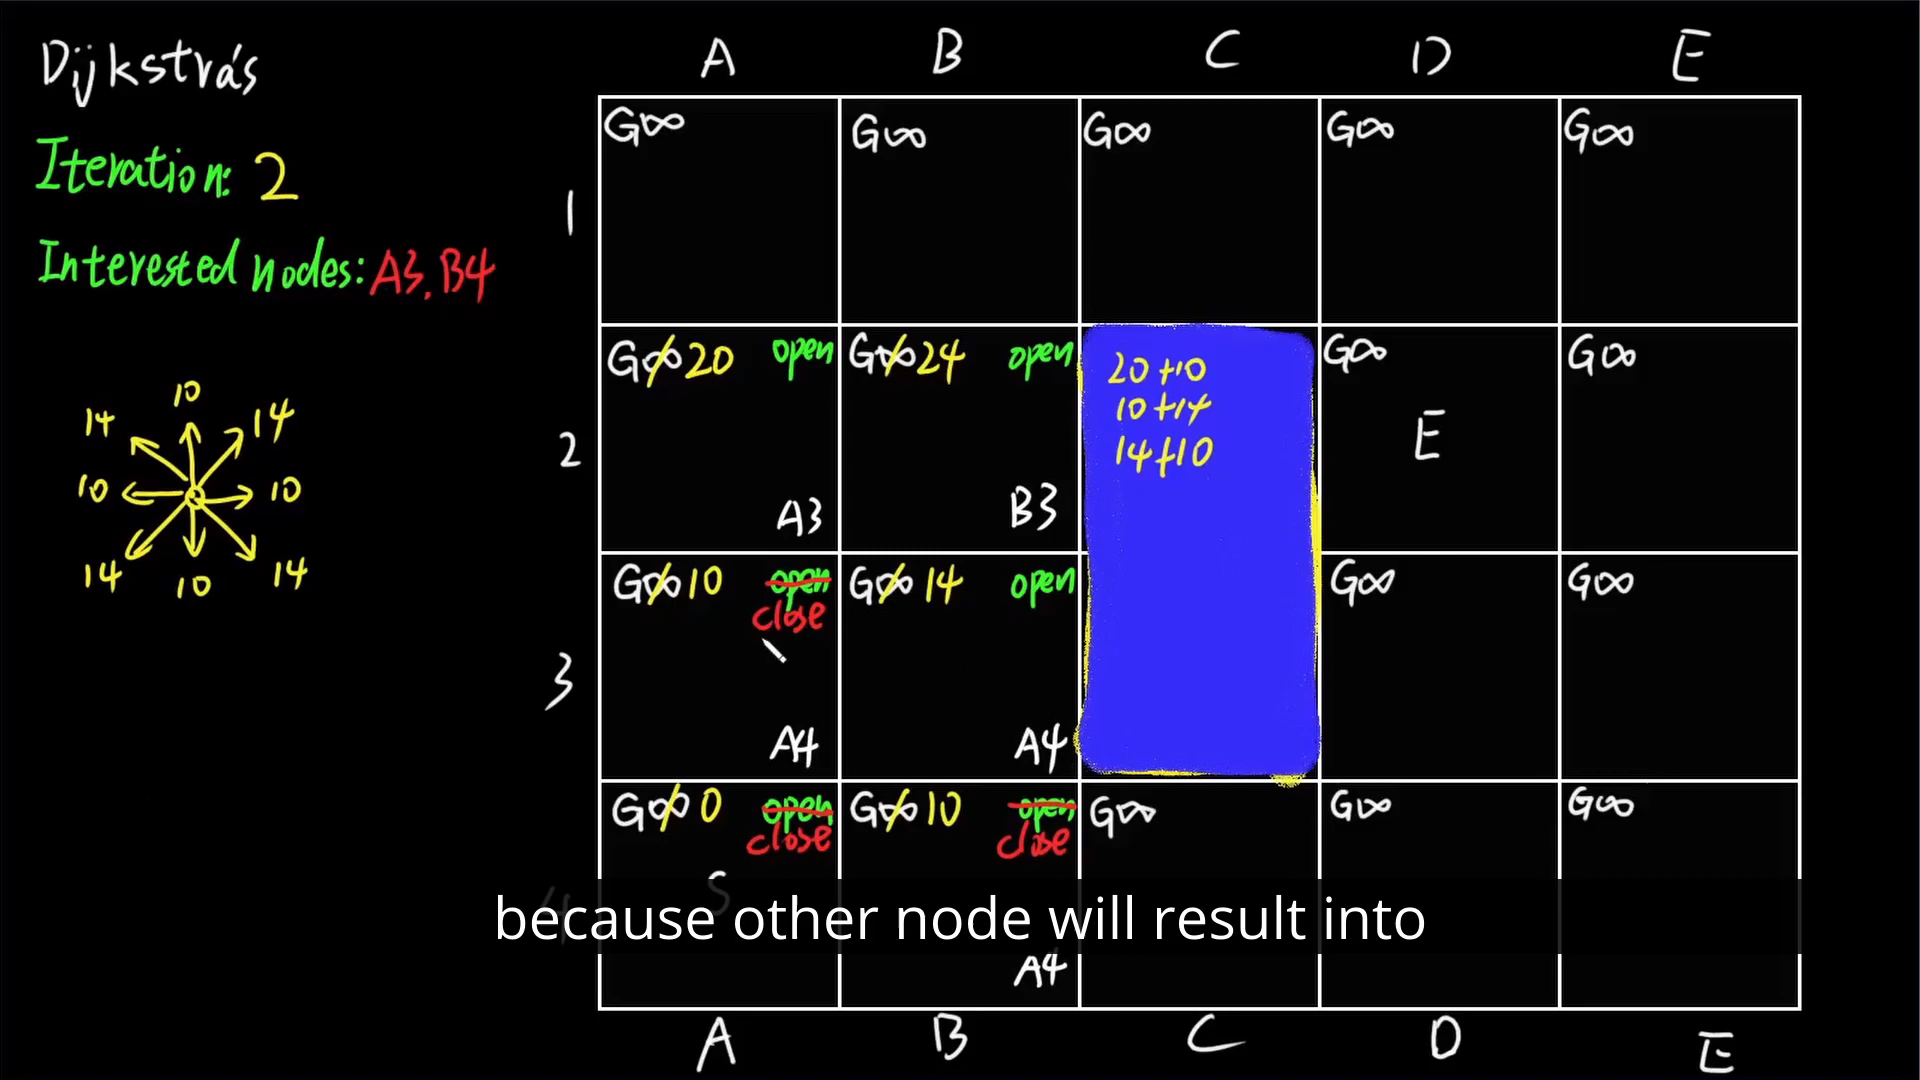 Dijkstra's
Iteration: 2
Interested nodes: A3, B4
10
14 14
10 10
14 10 14
A B C D E
1
G∞ G∞ G∞ G∞ G∞
2
G∞ 20 open G∞ 24 open 20+10 G∞ G∞
10+14
14+10
E
A3 B3
3
G∞ 10 open G∞ 14 open G∞ G∞
close
A4 A4
G∞ 0 open G∞ 10 open G∞ G∞ G∞
close close
S
because other node will result into
A4
A B C D E